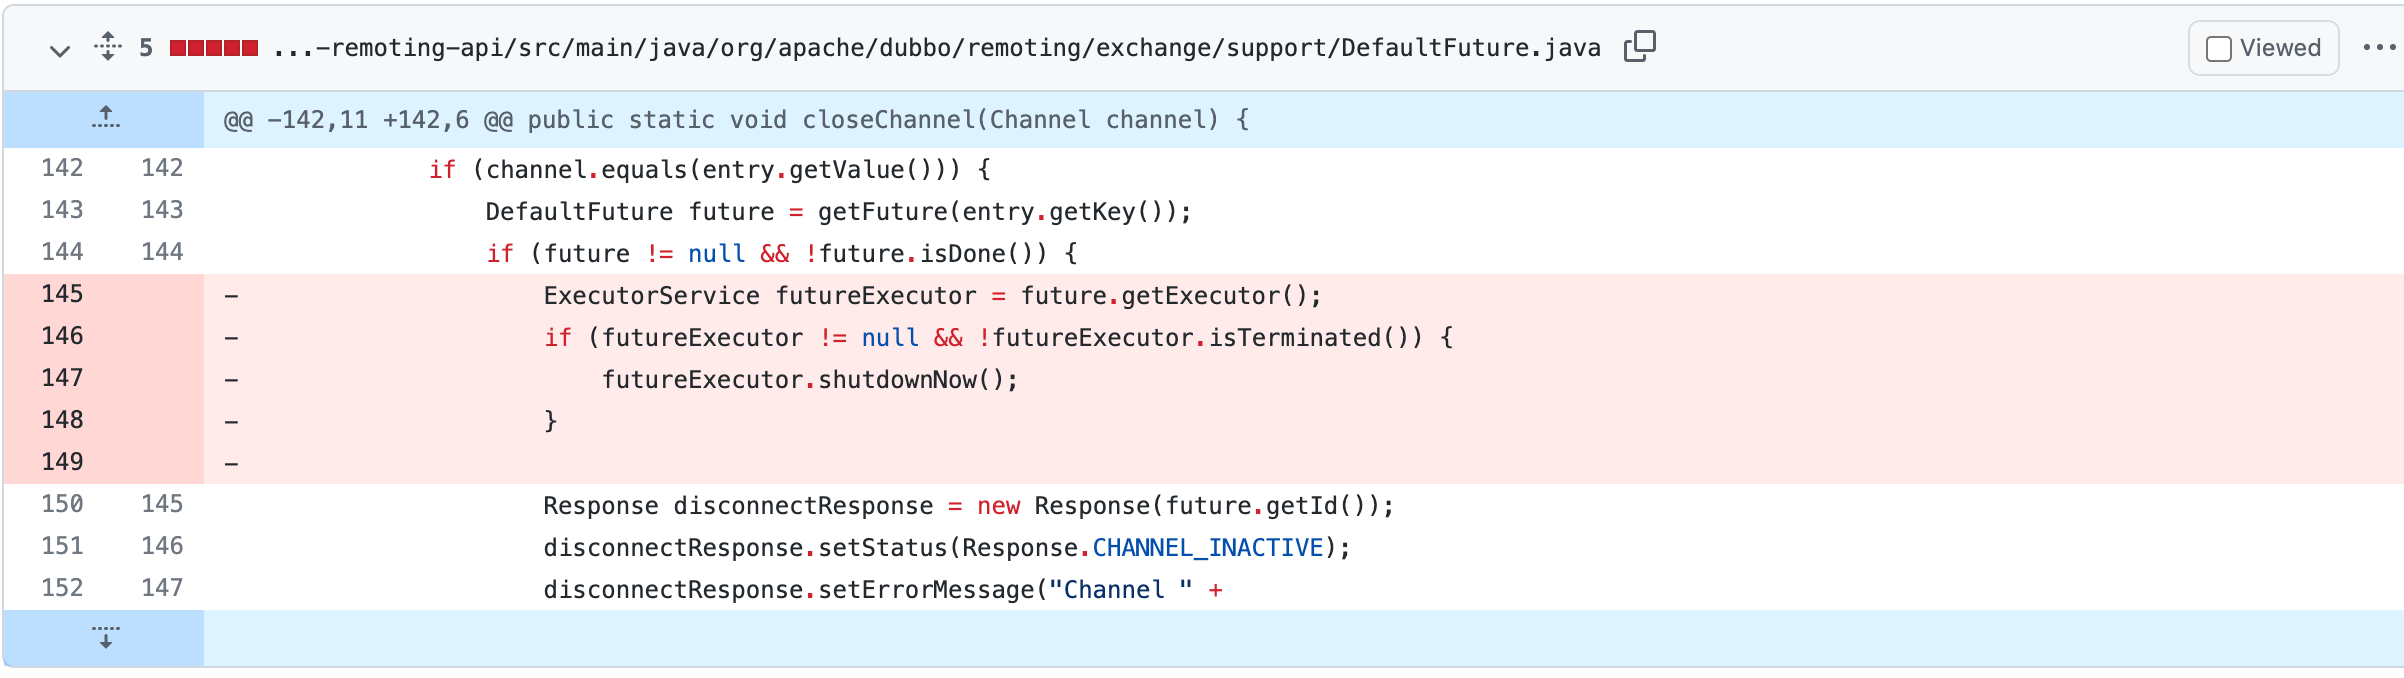 5 ...-remoting-api/src/main/java/org/apache/dubbo/remoting/exchange/support/DefaultFuture.java Viewed
@@ -142,11 +142,6 @@ public static void closeChannel(Channel channel) {
142 142 if (channel.equals(entry.getValue())) {
143 143 DefaultFuture future = getFuture(entry.getKey());
144 144 if (future != null && !future.isDone()) {
145 - ExecutorService futureExecutor = future.getExecutor();
146 - if (futureExecutor != null && !futureExecutor.isTerminated()) {
147 - futureExecutor.shutdownNow();
148 - }
149 -
150 145 Response disconnectResponse = new Response(future.getId());
151 146 disconnectResponse.setStatus(Response.CHANNEL_INACTIVE);
152 147 disconnectResponse.setErrorMessage("Channel " +